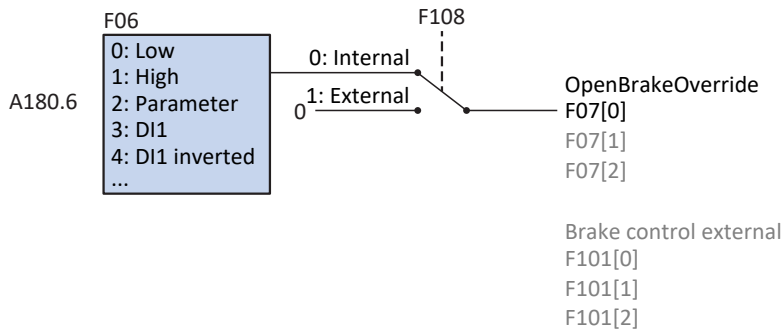 F06
F108
0: Low
1: High
2: Parameter
3: DI1
4: DI1 inverted
...
A180.6
0: Internal
1: External
0
OpenBrakeOverride
F07[0]
F07[1]
F07[2]
Brake control external
F101[0]
F101[1]
F101[2]